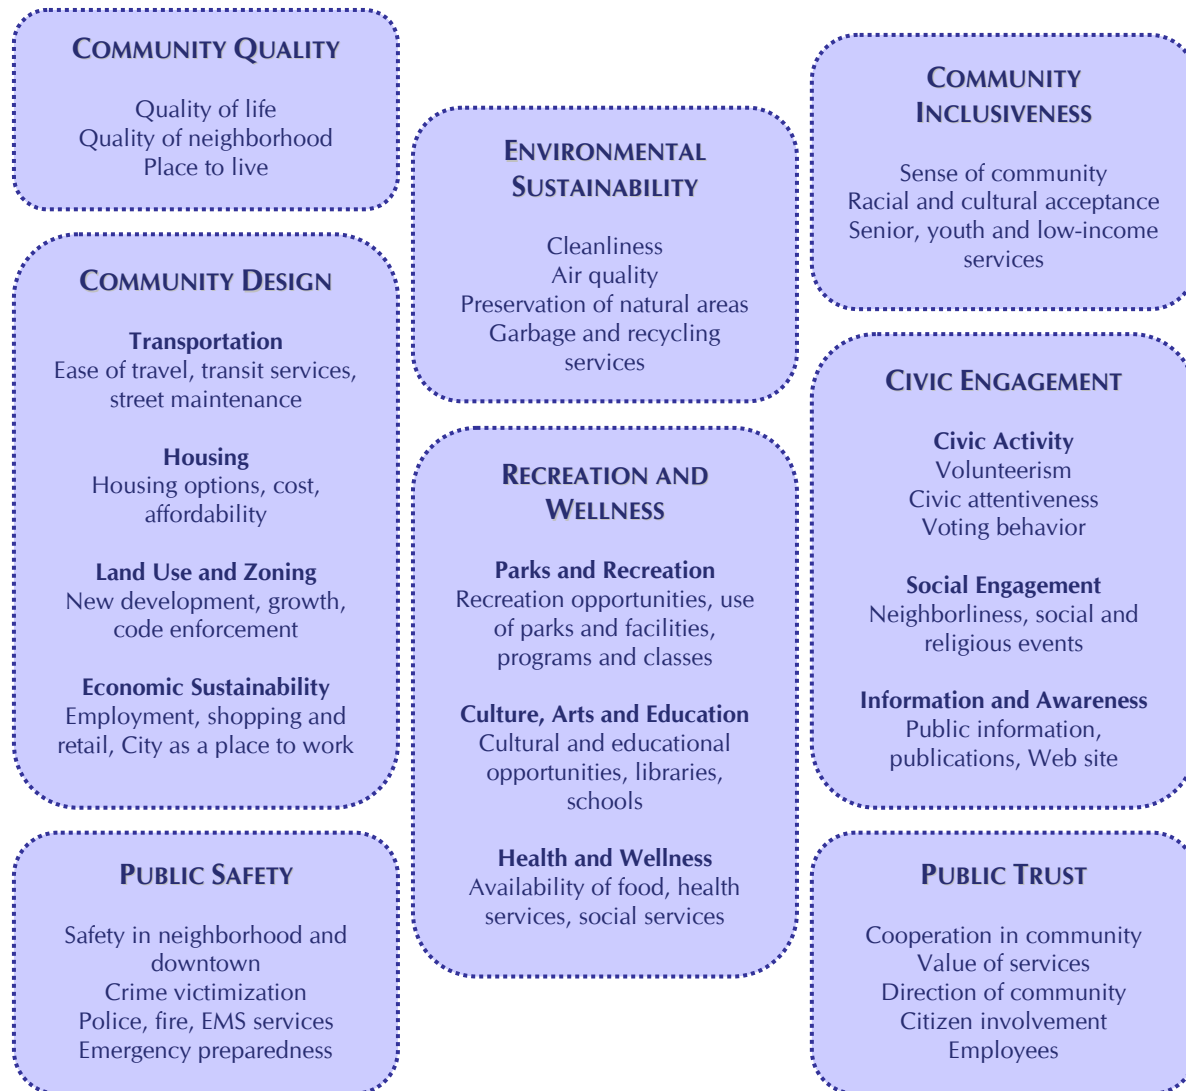 COMMUNITY QUALITY
Quality of life
Quality of neighborhood
Place to live
COMMUNITY DESIGN
Transportation
Ease of travel, transit services,
street maintenance
Housing
Housing options, cost,
affordability
Land Use and Zoning
New development, growth,
code enforcement
Economic Sustainability
Employment, shopping and
retail, City as a place to work
PUBLIC SAFETY
Safety in neighborhood and
downtown
Crime victimization
Police, fire, EMS services
Emergency preparedness
ENVIRONMENTAL
SUSTAINABILITY
Cleanliness
Air quality
Preservation of natural areas
Garbage and recycling
services
RECREATION AND
WELLNESS
Parks and Recreation
Recreation opportunities, use
of parks and facilities,
programs and classes
Culture, Arts and Education
Cultural and educational
opportunities, libraries,
schools
Health and Wellness
Availability of food, health
services, social services
COMMUNITY
INCLUSIVENESS
Sense of community
Racial and cultural acceptance
Senior, youth and low-income
services
CIVIC ENGAGEMENT
Civic Activity
Volunteerism
Civic attentiveness
Voting behavior
Social Engagement
Neighborliness, social and
religious events
Information and Awareness
Public information,
publications, Web site
PUBLIC TRUST
Cooperation in community
Value of services
Direction of community
Citizen involvement
Employees